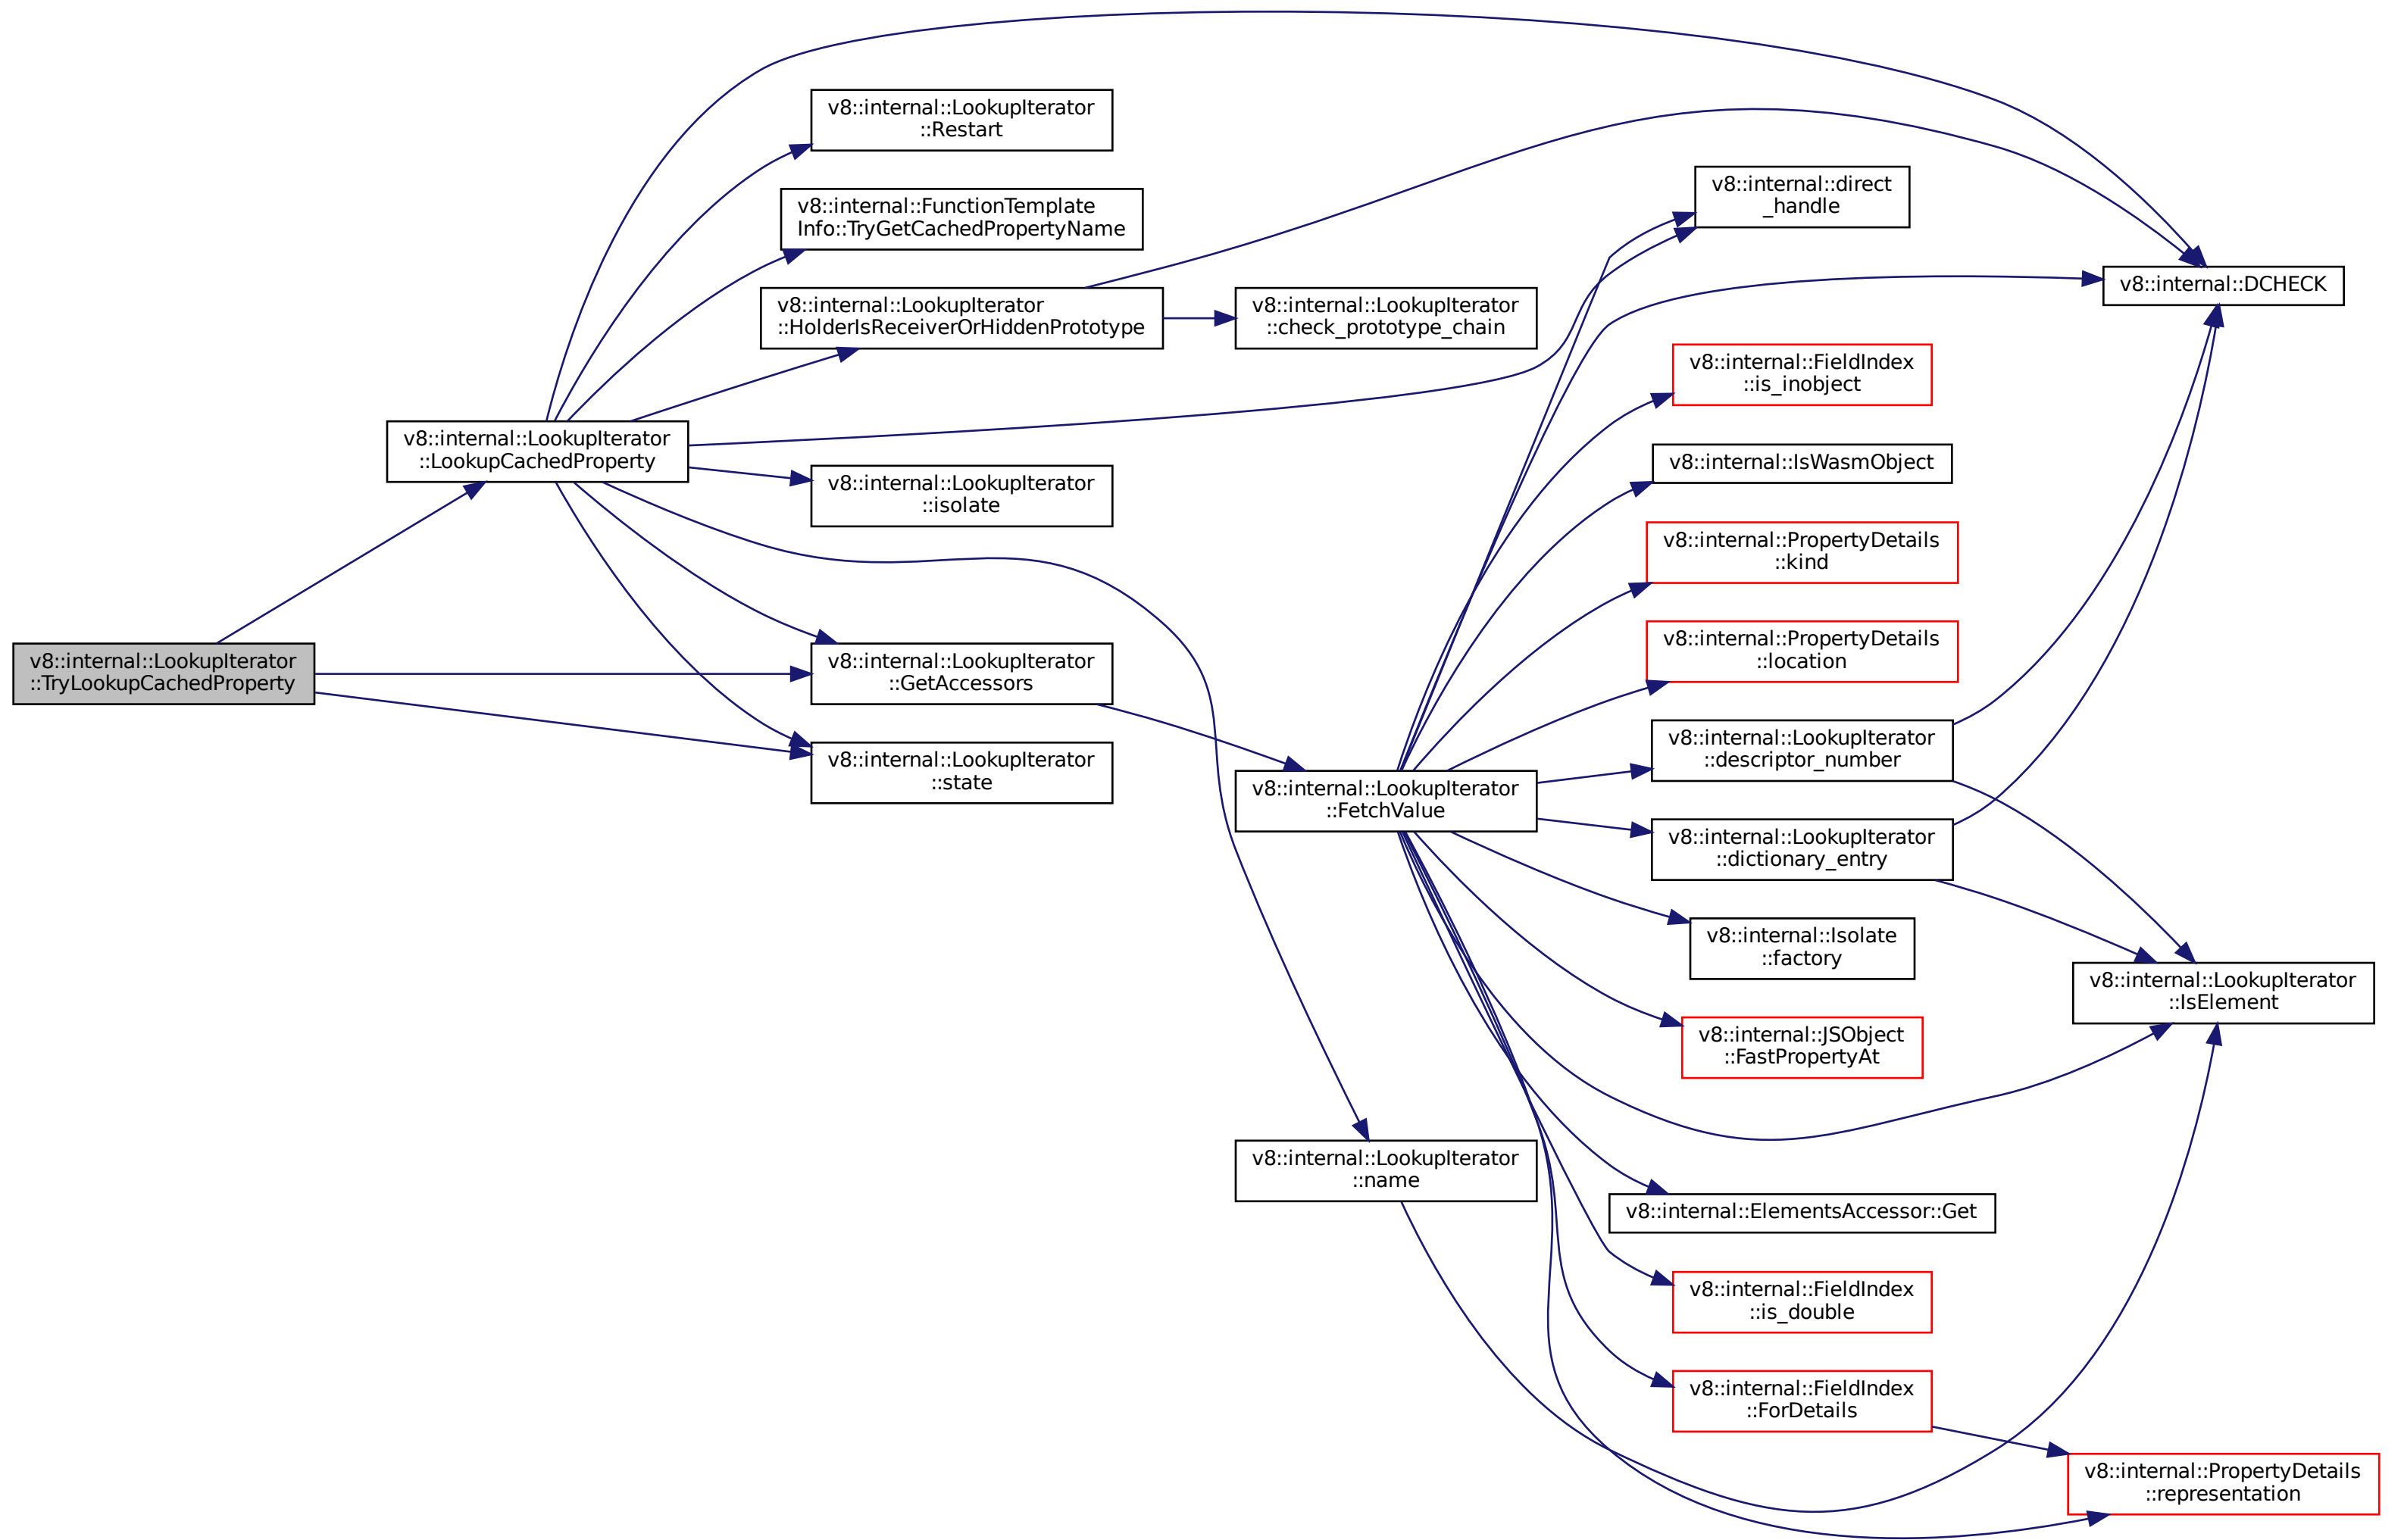 v8::internal::LookupIterator
::TryLookupCachedProperty
v8::internal::LookupIterator
::LookupCachedProperty
v8::internal::LookupIterator
::Restart
v8::internal::FunctionTemplate
Info::TryGetCachedPropertyName
v8::internal::LookupIterator
::HolderIsReceiverOrHiddenPrototype
v8::internal::LookupIterator
::isolate
v8::internal::LookupIterator
::GetAccessors
v8::internal::LookupIterator
::state
v8::internal::LookupIterator
::check_prototype_chain
v8::internal::LookupIterator
::FetchValue
v8::internal::LookupIterator
::name
v8::internal::direct
_handle
v8::internal::FieldIndex
::is_inobject
v8::internal::IsWasmObject
v8::internal::PropertyDetails
::kind
v8::internal::PropertyDetails
::location
v8::internal::LookupIterator
::descriptor_number
v8::internal::LookupIterator
::dictionary_entry
v8::internal::Isolate
::factory
v8::internal::JSObject
::FastPropertyAt
v8::internal::ElementsAccessor::Get
v8::internal::FieldIndex
::is_double
v8::internal::FieldIndex
::ForDetails
v8::internal::DCHECK
v8::internal::LookupIterator
::IsElement
v8::internal::PropertyDetails
::representation